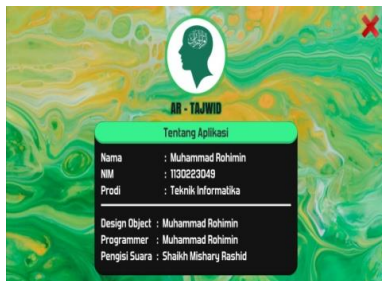 AR - TAJWID
Tentang Aplikasi
Nama : Muhammad Rohimin
NIM : 1130223049
Prodi : Teknik Informatika
Design Object : Muhammad Rohimin
Programmer : Muhammad Rohimin
Pengisi Suara : Shaikh Mishary Rashid